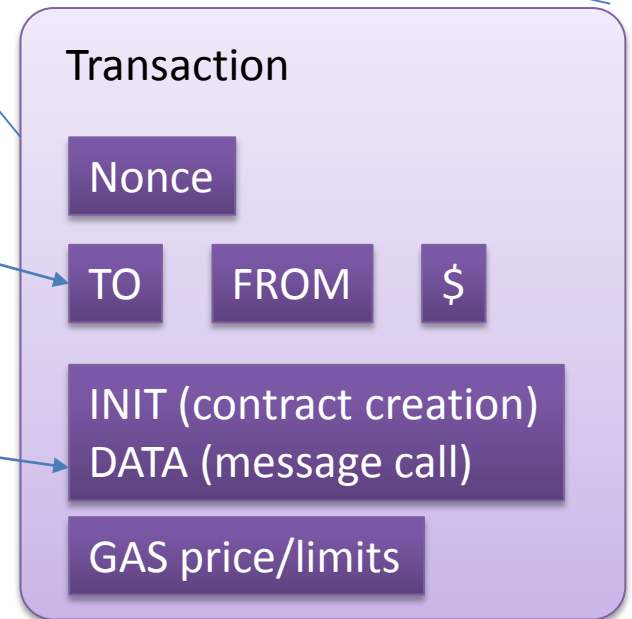 Transaction
Nonce
TO FROM $
INIT (contract creation)
DATA (message call)
GAS price/limits